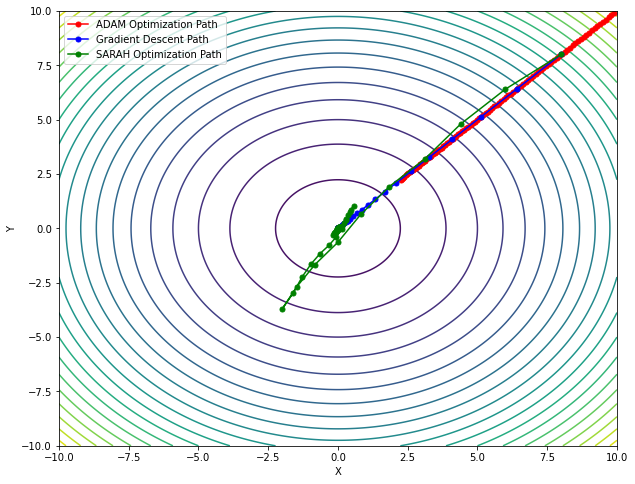 ADAM Optimization Path
Gradient Descent Path
SARAH Optimization Path
10.0
7.5
5.0
2.5
0.0
−2.5
−5.0
−7.5
−10.0
Y
−10.0 −7.5 −5.0 −2.5 0.0 2.5 5.0 7.5 10.0
X